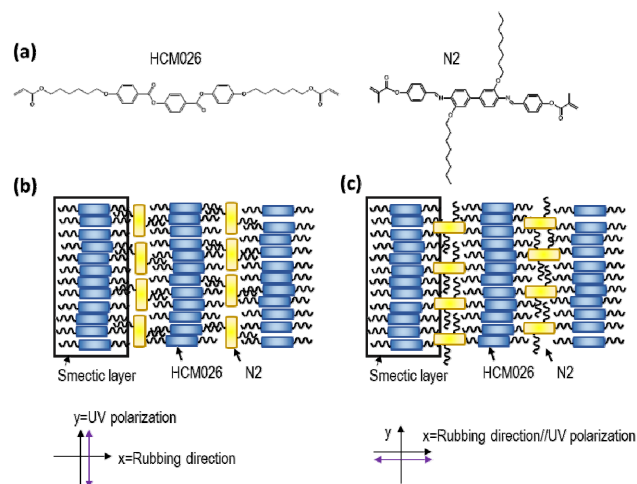 (a)
HCM026
N2
(b)
(c)
Smectic layer
HCM026
N2
Smectic layer
HCM026
N2
y=UV polarization
x=Rubbing direction
y
x=Rubbing direction//UV polarization